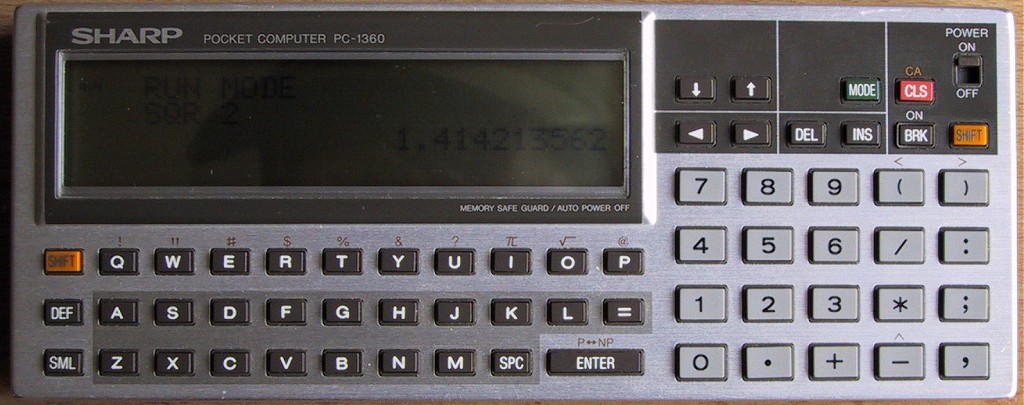 SHARP POCKET COMPUTER PC-1360
RUN RUN MODE
SQR 2
1.414213562
MEMORY SAFE GUARD / AUTO POWER OFF
POWER
ON
OFF
↓ ↑ MODE CA CLS
◄ ► DEL INS ON BRK SHIFT
< >
7 8 9 ( )
4 5 6 / :
1 2 3 * ;
^
0 • + − ,
! " # $ % & ? π √ @
SHIFT Q W E R T Y U I O P
DEF A S D F G H J K L =
P↔NP
SML Z X C V B N M SPC ENTER